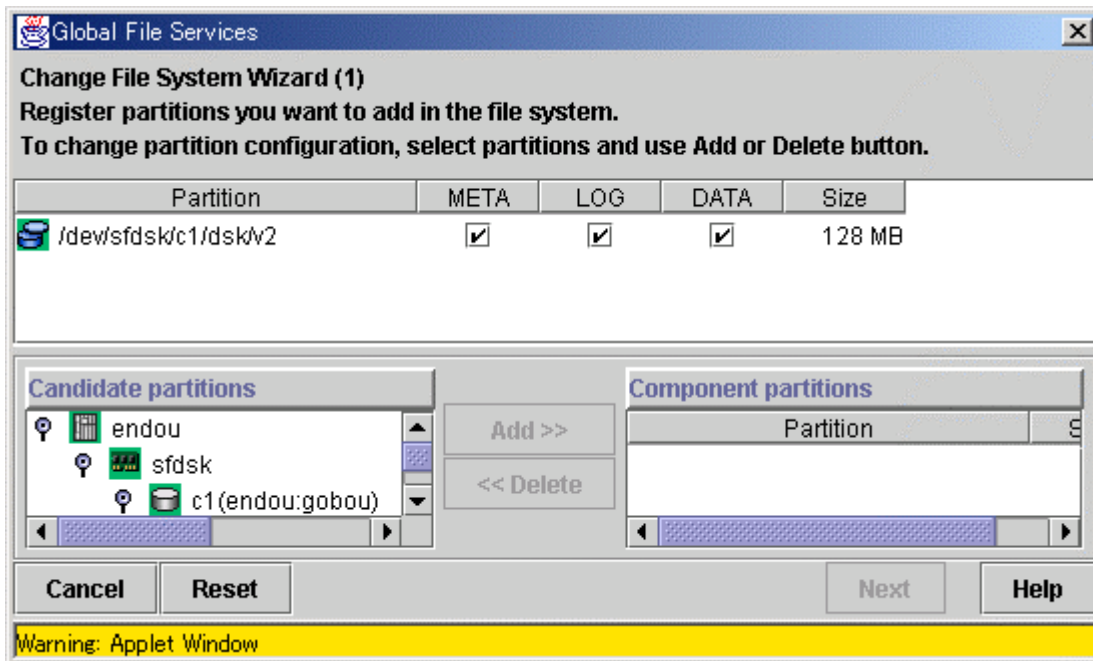 Global File Services
Change File System Wizard (1)
Register partitions you want to add in the file system.
To change partition configuration, select partitions and use Add or Delete button.
Partition META LOG DATA Size
/dev/sfdsk/c1/dsk/v2 128 MB
Candidate partitions
endou
sfdsk
c1(endou:gobou)
Add >>
<< Delete
Component partitions
Partition S
Cancel Reset Next Help
Warning: Applet Window